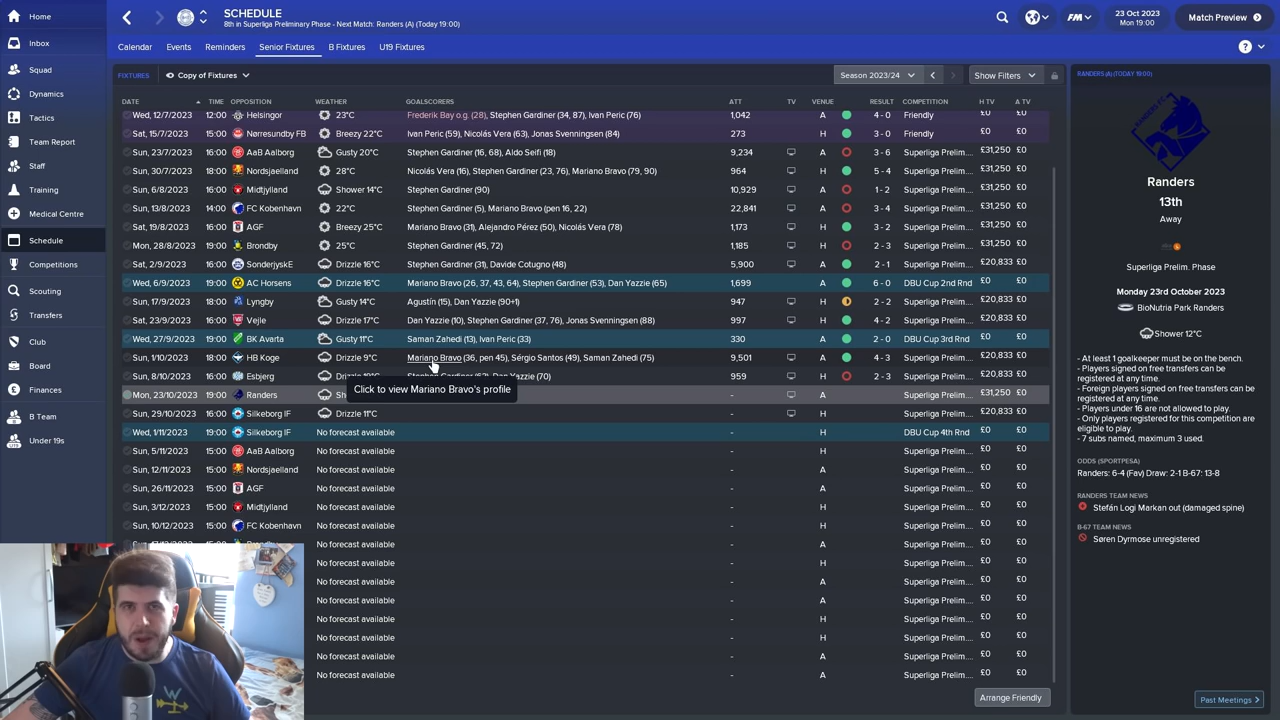 Home
Inbox
Squad
Dynamics
Tactics
Team Report
Staff
Training
Medical Centre
Schedule
Competitions
Scouting
Transfers
Club
Board
Finances
B Team
Under 19s
SCHEDULE
8th in Superliga Preliminary Phase - Next Match: Randers (A) (Today 19:00)
FM
23 Oct 2023
Mon 19:00
Match Preview
Calendar Events Reminders Senior Fixtures B Fixtures U19 Fixtures
?
FIXTURES Copy of Fixtures Season 2023/24 Show Filters
DATE TIME OPPOSITION WEATHER GOALSCORERS ATT TV VENUE RESULT COMPETITION H TV A TV
Wed, 12/7/2023 12:00 Helsingor 23°C Frederik Bay o.g. (28), Stephen Gardiner (34, 87), Ivan Peric (76) 1,042 A 4 - 0 Friendly £0 £0
Sat, 15/7/2023 15:00 Nørresundby FB Breezy 22°C Ivan Peric (59), Nicolás Vera (63), Jonas Svenningsen (84) 273 H 3 - 0 Friendly £0 £0
Sun, 23/7/2023 16:00 AaB Aalborg Gusty 20°C Stephen Gardiner (16, 68), Aldo Seifi (18) 9,234 A 3 - 6 Superliga Prelim.... £31,250 £0
Sun, 30/7/2023 18:00 Nordsjaelland 28°C Nicolás Vera (16), Stephen Gardiner (23, 76), Mariano Bravo (79, 90) 964 H 5 - 4 Superliga Prelim.... £31,250 £0
Sun, 6/8/2023 16:00 Midtjylland Shower 14°C Stephen Gardiner (90) 10,929 A 1 - 2 Superliga Prelim.... £31,250 £0
Sun, 13/8/2023 14:00 FC Kobenhavn 22°C Stephen Gardiner (5), Mariano Bravo (pen 16, 22) 22,841 A 3 - 4 Superliga Prelim.... £31,250 £0
Sat, 19/8/2023 16:00 AGF Breezy 25°C Mariano Bravo (31), Alejandro Pérez (50), Nicolás Vera (78) 1,173 H 3 - 2 Superliga Prelim.... £31,250 £0
Mon, 28/8/2023 19:00 Brondby 25°C Stephen Gardiner (45, 72) 1,185 H 2 - 3 Superliga Prelim.... £31,250 £0
Sat, 2/9/2023 16:00 SonderjyskE Drizzle 16°C Stephen Gardiner (31), Davide Cotugno (48) 5,900 A 2 - 1 Superliga Prelim.... £20,833 £0
Wed, 6/9/2023 19:00 AC Horsens Drizzle 16°C Mariano Bravo (26, 37, 43, 64), Stephen Gardiner (53), Dan Yazzie (65) 1,699 H 6 - 0 DBU Cup 2nd Rnd £0 £0
Sun, 17/9/2023 18:00 Lyngby Gusty 14°C Agustín (15), Dan Yazzie (90+1) 947 H 2 - 2 Superliga Prelim.... £20,833 £0
Sat, 23/9/2023 16:00 Vejle Drizzle 17°C Dan Yazzie (10), Stephen Gardiner (37, 76), Jonas Svenningsen (88) 997 H 4 - 2 Superliga Prelim.... £20,833 £0
Wed, 27/9/2023 19:00 BK Avarta Gusty 11°C Saman Zahedi (13), Ivan Peric (33) 330 A 2 - 0 DBU Cup 3rd Rnd £0 £0
Sun, 1/10/2023 18:00 HB Koge Drizzle 9°C Mariano Bravo (36, pen 45), Sérgio Santos (49), Saman Zahedi (75) 9,501 A 4 - 3 Superliga Prelim.... £20,833 £0
Sun, 8/10/2023 16:00 Esbjerg 959 H 2 - 3 Superliga Prelim.... £20,833 £0
Click to view Mariano Bravo's profile
Mon, 23/10/2023 19:00 Randers - A Superliga Prelim.... £31,250 £0
Sun, 29/10/2023 16:00 Silkeborg IF Drizzle 11°C - H Superliga Prelim.... £20,833 £0
Wed, 1/11/2023 19:00 Silkeborg IF No forecast available - H DBU Cup 4th Rnd £0 £0
Sun, 5/11/2023 15:00 AaB Aalborg No forecast available - H Superliga Prelim.... £0 £0
Sun, 12/11/2023 15:00 Nordsjaelland No forecast available - A Superliga Prelim.... £0 £0
Sun, 26/11/2023 15:00 AGF No forecast available - A Superliga Prelim.... £0 £0
Sun, 3/12/2023 15:00 Midtjylland No forecast available - H Superliga Prelim.... £0 £0
Sun, 10/12/2023 15:00 FC Kobenhavn No forecast available - H Superliga Prelim.... £0 £0
No forecast available - A Superliga Prelim.... £0 £0
No forecast available - H Superliga Prelim.... £0 £0
No forecast available - A Superliga Prelim.... £0 £0
No forecast available - A Superliga Prelim.... £0 £0
No forecast available - H Superliga Prelim.... £0 £0
No forecast available - H Superliga Prelim.... £0 £0
No forecast available - A Superliga Prelim.... £0 £0
No forecast available - H Superliga Prelim.... £0 £0
Arrange Friendly
RANDERS (A) (TODAY 19:00)
Randers
13th
Away
Superliga Prelim. Phase
Monday 23rd October 2023
BioNutria Park Randers
Shower 12°C
- At least 1 goalkeeper must be on the bench.
- Players signed on free transfers can be
registered at any time.
- Foreign players signed on free transfers can be
registered at any time.
- Players under 16 are not allowed to play.
- Only players registered for this competition are
eligible to play.
- 7 subs named, maximum 3 used.
ODDS (SPORTPESA)
Randers: 6-4 (Fav) Draw: 2-1 B-67: 13-8
RANDERS TEAM NEWS
Stefán Logi Markan out (damaged spine)
B-67 TEAM NEWS
Søren Dyrmose unregistered
Past Meetings